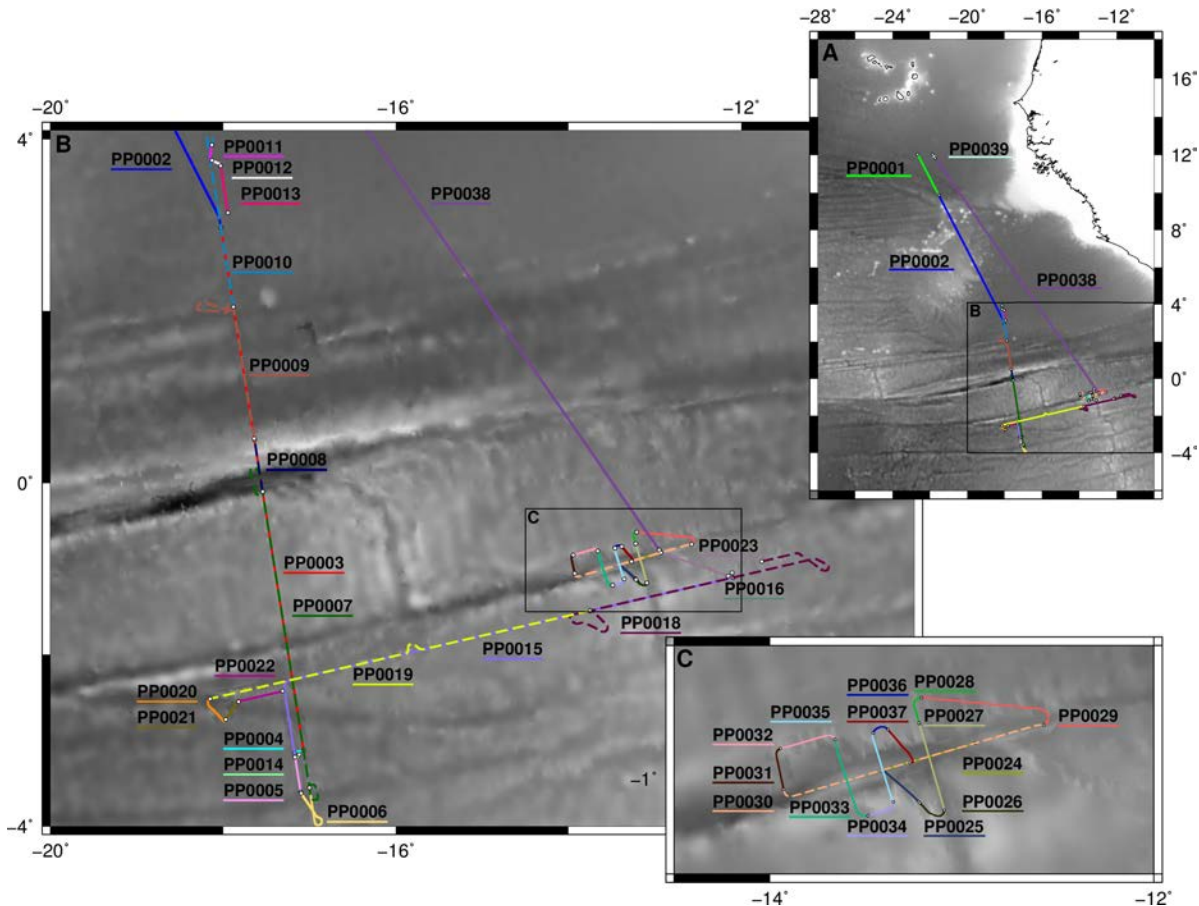 −28° −24° −20° −16° −12°
A
16°
12°
8°
4°
0°
−4°
PP0039
PP0001
PP0002
PP0038
B
−20° −16° −12°
4°
0°
−4°
B
PP0002
PP0011
PP0012
PP0013
PP0038
PP0010
PP0009
PP0008
C
PP0023
PP0003
PP0016
PP0007
PP0018
PP0015
PP0022
PP0019
PP0020
PP0021
PP0004
PP0014
PP0005
PP0006
−1°
−20° −16°
C
PP0036
PP0028
PP0035
PP0037
PP0027
PP0029
PP0032
PP0031
PP0024
PP0030
PP0033
PP0026
PP0034
PP0025
−14° −12°